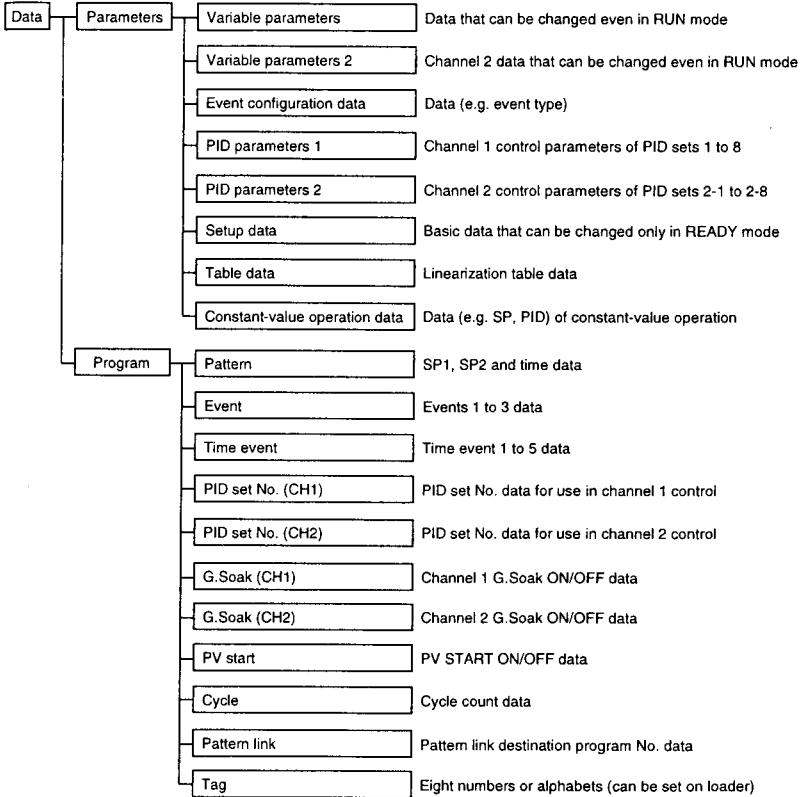 Data Parameters Variable parameters Data that can be changed even in RUN mode
Variable parameters 2 Channel 2 data that can be changed even in RUN mode
Event configuration data Data (e.g. event type)
PID parameters 1 Channel 1 control parameters of PID sets 1 to 8
PID parameters 2 Channel 2 control parameters of PID sets 2-1 to 2-8
Setup data Basic data that can be changed only in READY mode
Table data Linearization table data
Constant-value operation data Data (e.g. SP, PID) of constant-value operation
Program Pattern SP1, SP2 and time data
Event Events 1 to 3 data
Time event Time event 1 to 5 data
PID set No. (CH1) PID set No. data for use in channel 1 control
PID set No. (CH2) PID set No. data for use in channel 2 control
G.Soak (CH1) Channel 1 G.Soak ON/OFF data
G.Soak (CH2) Channel 2 G.Soak ON/OFF data
PV start PV START ON/OFF data
Cycle Cycle count data
Pattern link Pattern link destination program No. data
Tag Eight numbers or alphabets (can be set on loader)